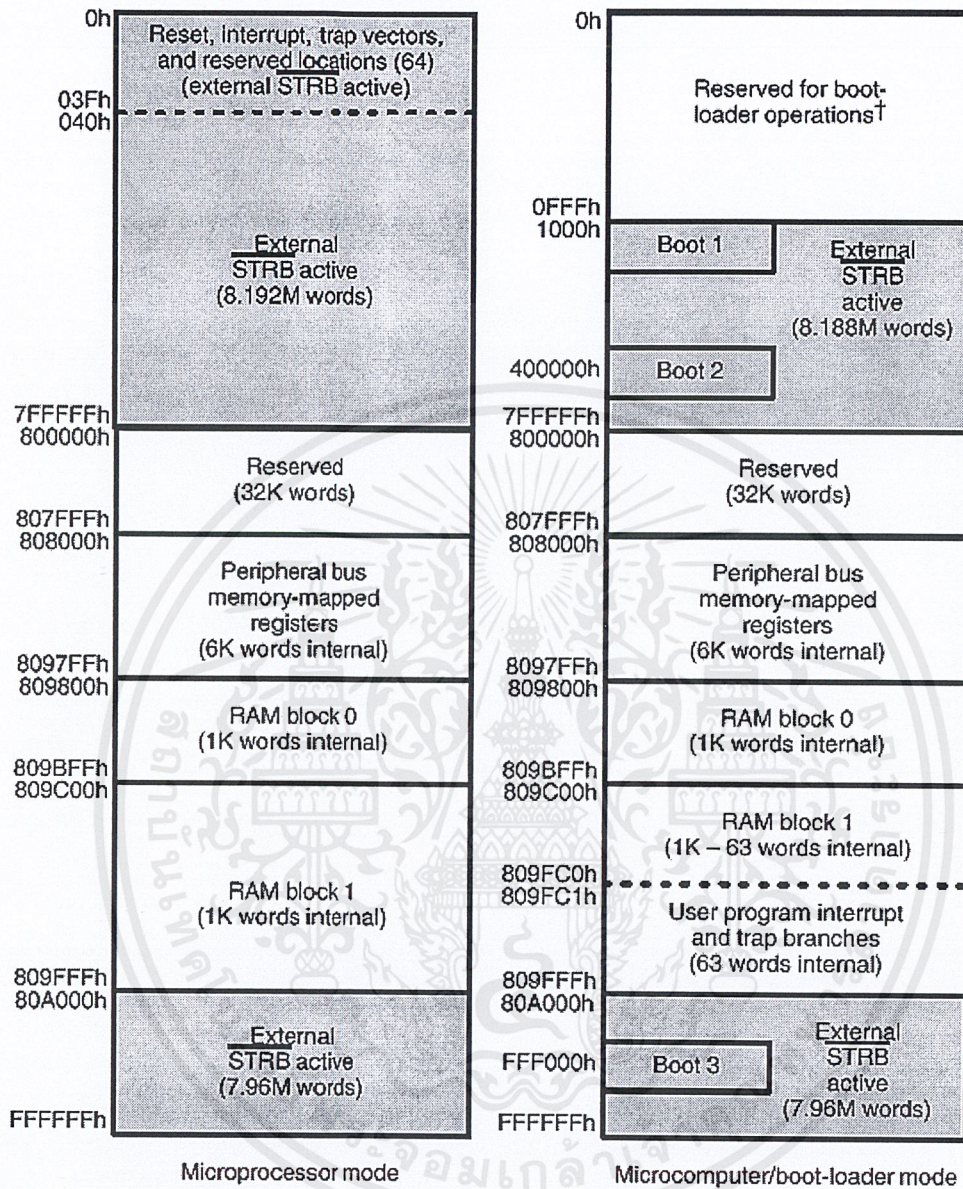 0h
Reset, interrupt, trap vectors,
and reserved locations (64)
(external STRB active)
03Fh
040h
External
STRB active
(8.192M words)
7FFFFFh
800000h
Reserved
(32K words)
807FFFh
808000h
Peripheral bus
memory-mapped
registers
(6K words internal)
8097FFh
809800h
RAM block 0
(1K words internal)
809BFFh
809C00h
RAM block 1
(1K words internal)
809FFFh
80A000h
External
STRB active
(7.96M words)
FFFFFFh
Microprocessor mode
0h
Reserved for boot-
loader operations†
0FFFh
1000h
Boot 1
External
STRB
active
(8.188M words)
400000h
Boot 2
7FFFFFh
800000h
Reserved
(32K words)
807FFFh
808000h
Peripheral bus
memory-mapped
registers
(6K words internal)
8097FFh
809800h
RAM block 0
(1K words internal)
809BFFh
809C00h
RAM block 1
(1K – 63 words internal)
809FC0h
809FC1h
User program interrupt
and trap branches
(63 words internal)
809FFFh
80A000h
External
STRB
active
(7.96M words)
FFF000h
Boot 3
FFFFFFh
Microcomputer/boot-loader mode